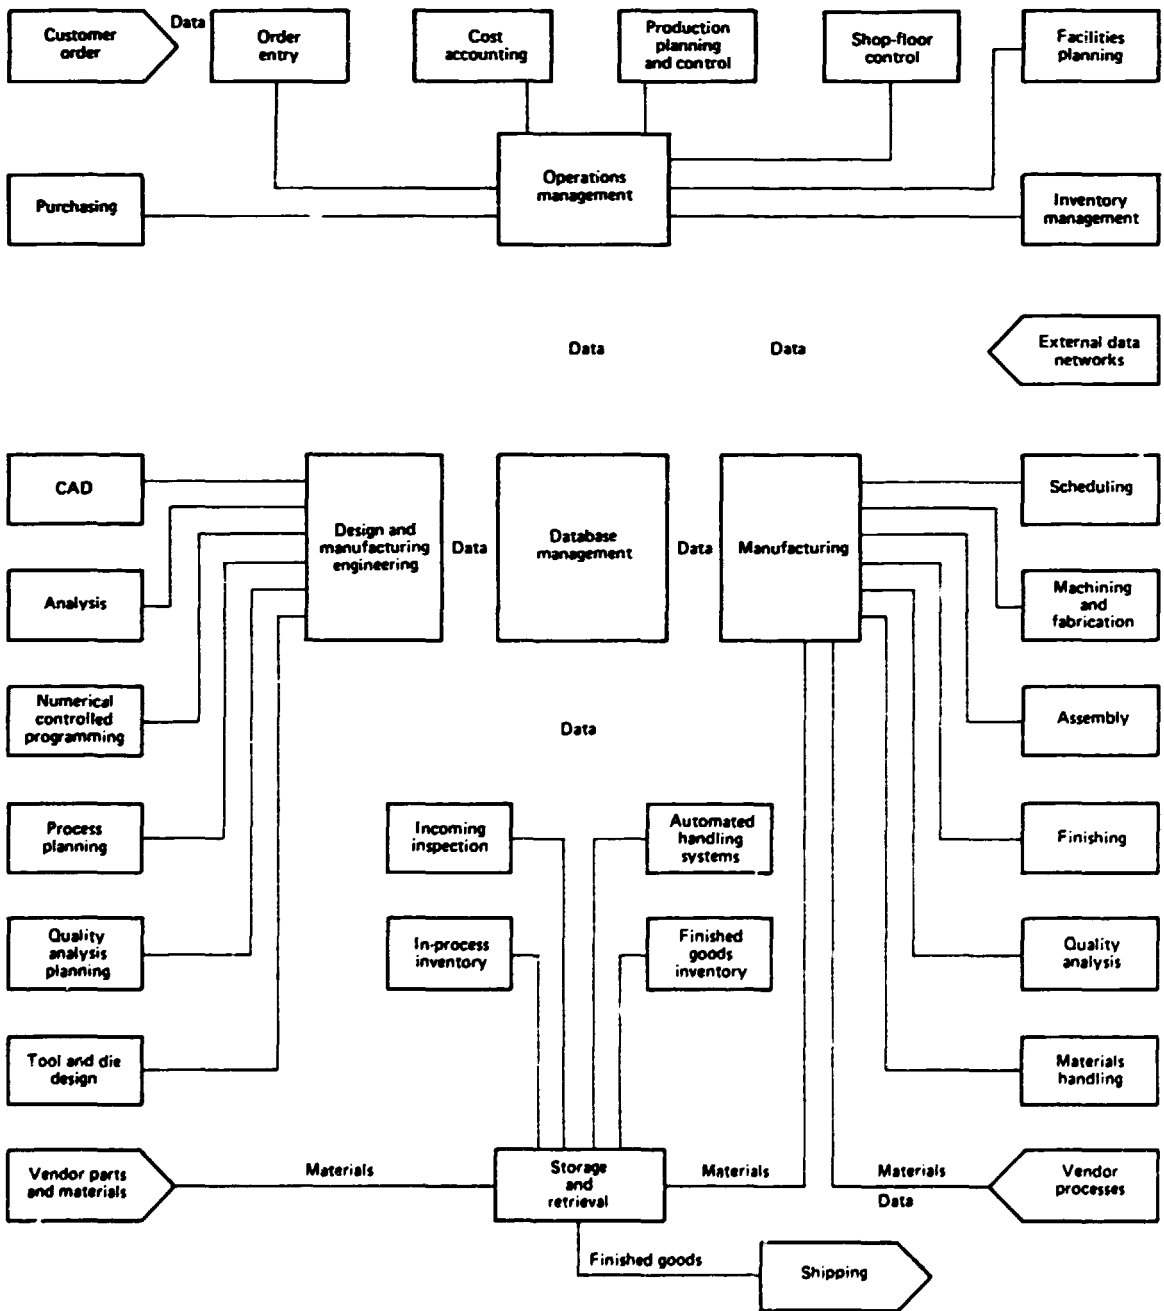 Customer
order
Data
Order
entry
Cost
accounting
Production
planning
and control
Shop-floor
control
Facilities
planning
Purchasing
Operations
management
Inventory
management
Data
Data
External data
networks
CAD
Design and
manufacturing
engineering
Data
Database
management
Data
Manufacturing
Scheduling
Analysis
Machining
and
fabrication
Numerical
controlled
programming
Data
Assembly
Process
planning
Incoming
inspection
Automated
handling
systems
Finishing
Quality
analysis
planning
In-process
inventory
Finished
goods
inventory
Quality
analysis
Tool and die
design
Materials
handling
Vendor parts
and materials
Materials
Storage
and
retrieval
Materials
Materials
Data
Vendor
processes
Finished goods
Shipping